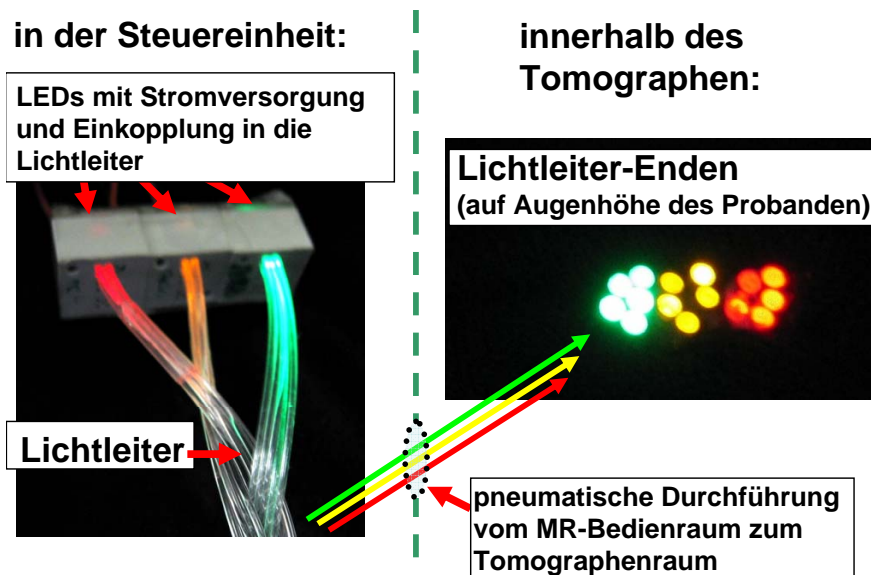 in der Steuereinheit:
LEDs mit Stromversorgung
und Einkopplung in die
Lichtleiter
Lichtleiter
innerhalb des
Tomographen:
Lichtleiter-Enden
(auf Augenhöhe des Probanden)
pneumatische Durchführung
vom MR-Bedienraum zum
Tomographenraum